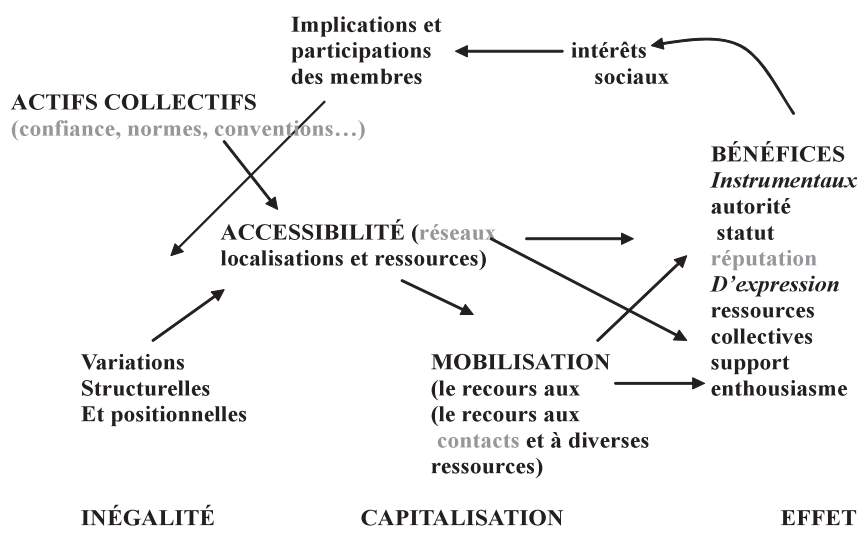 Implications et
participations
des membres
intérêts
sociaux
ACTIFS COLLECTIFS
(confiance, normes, conventions…)
BÉNÉFICES
Instrumentaux
autorité
statut
réputation
D’expression
ressources
collectives
support
enthousiasme
ACCESSIBILITÉ (réseaux
localisations et ressources)
Variations
Structurelles
Et positionnelles
MOBILISATION
(le recours aux
(le recours aux
contacts et à diverses
ressources)
INÉGALITÉ
CAPITALISATION
EFFET